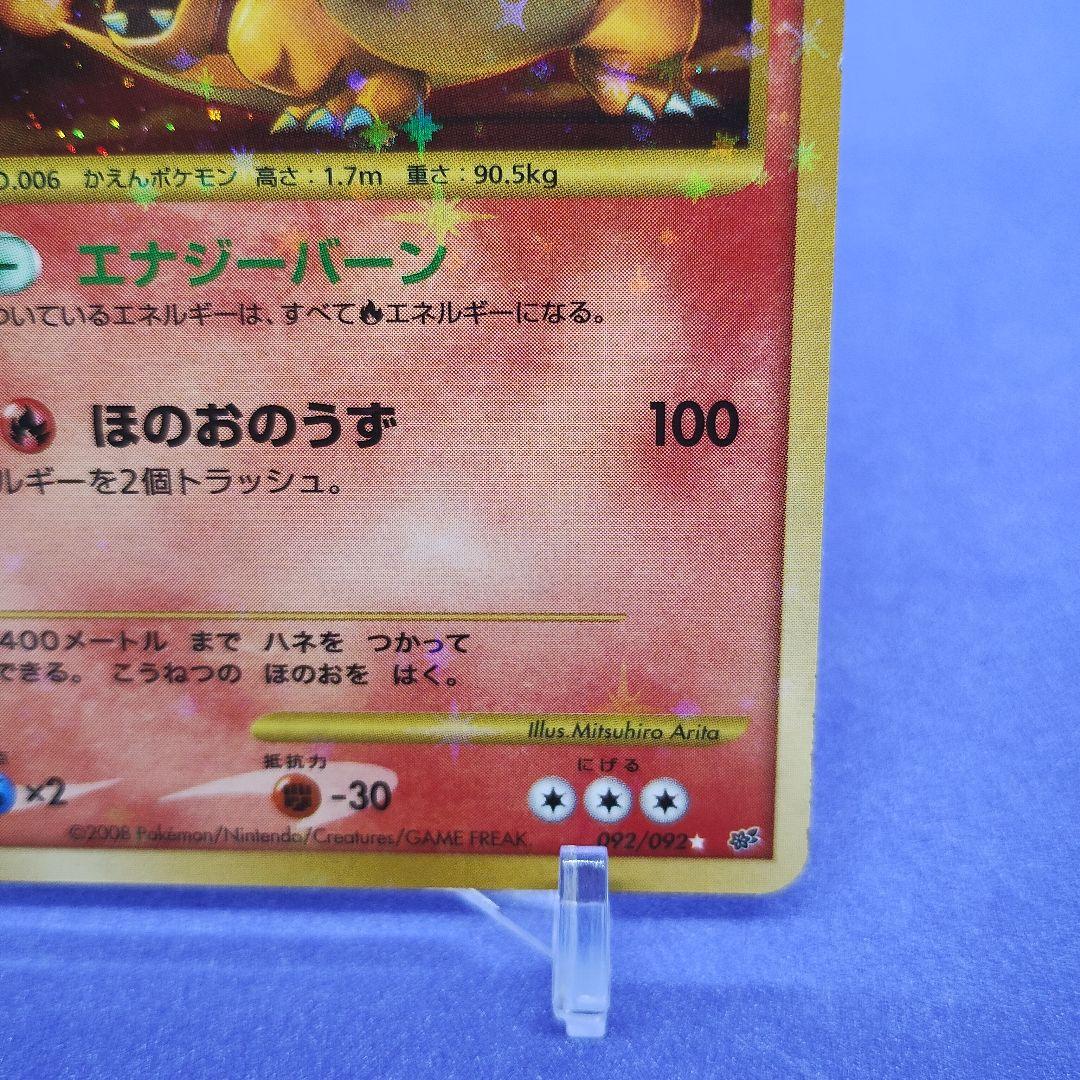 .006 かえんポケモン 高さ:1.7m 重さ:90.5kg
エナジーバーン
ついているエネルギーは、すべてエネルギーになる。
ほのおのうず 100
ルギーを2個トラッシュ。
400メートル まで ハネを つかって
できる。 こうねつの ほのおを はく。
Illus.Mitsuhiro Arita
抵抗力 にげる
×2 -30
©2008 Pokémon/Nintendo/Creatures/GAME FREAK. 092/092★